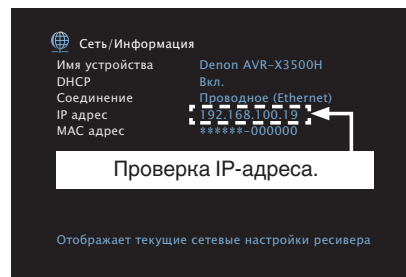 Сеть/Информация
Имя устройства Denon AVR-X3500H
DHCP Вкл.
Соединение Проводное (Ethernet)
IP адрес 192.168.100.19
MAC адрес ******-000000
Проверка IP-адреса.
Отображает текущие сетевые настройки ресивера